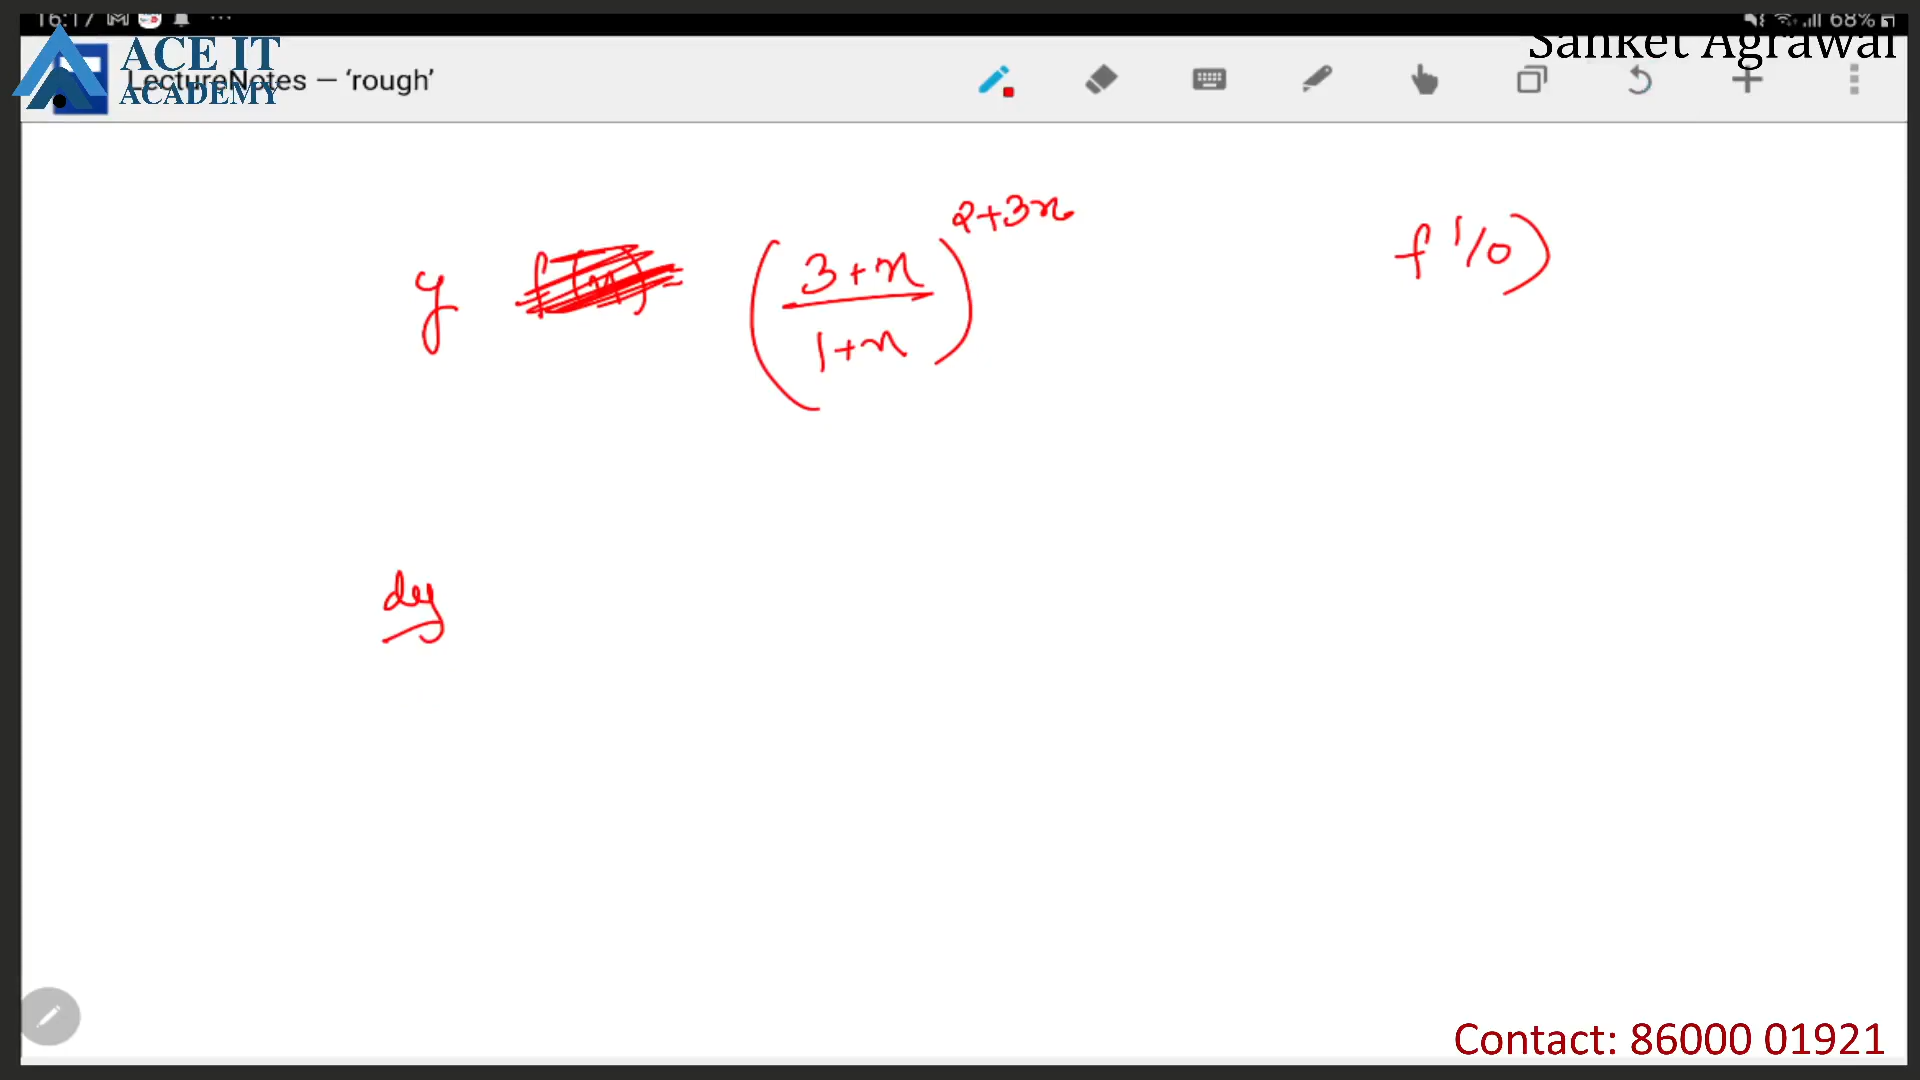 16:17 68%
Sanket Agrawal
ACE IT
ACADEMY
LectureNotes — ‘rough’
y f(x) (3+x / 1+x)^2+3x f'(0)
dy
Contact: 86000 01921